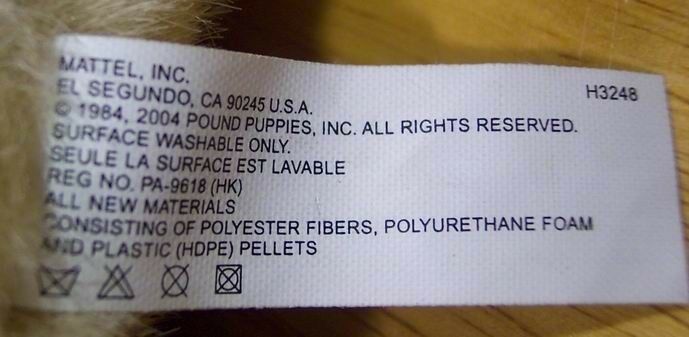 MATTEL, INC.
EL SEGUNDO, CA 90245 U.S.A.
H3248
© 1984, 2004 POUND PUPPIES, INC. ALL RIGHTS RESERVED.
SURFACE WASHABLE ONLY.
SEULE LA SURFACE EST LAVABLE
REG NO. PA-9618 (HK)
ALL NEW MATERIALS
CONSISTING OF POLYESTER FIBERS, POLYURETHANE FOAM
AND PLASTIC (HDPE) PELLETS